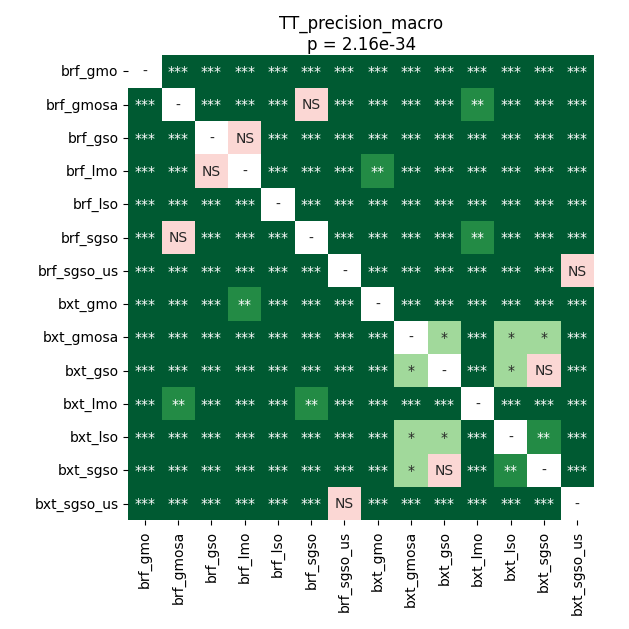 TT_precision_macro
p = 2.16e-34
brf_gmo - *** *** *** *** *** *** *** *** *** *** *** *** ***
brf_gmosa *** - *** *** *** NS *** *** *** *** ** *** *** ***
brf_gso *** *** - NS *** *** *** *** *** *** *** *** *** ***
brf_lmo *** *** NS - *** *** *** ** *** *** *** *** *** ***
brf_lso *** *** *** *** - *** *** *** *** *** *** *** *** ***
brf_sgso *** NS *** *** *** - *** *** *** *** ** *** *** ***
brf_sgso_us *** *** *** *** *** *** - *** *** *** *** *** *** NS
bxt_gmo *** *** *** ** *** *** *** - *** *** *** *** *** ***
bxt_gmosa *** *** *** *** *** *** *** *** - * *** * * ***
bxt_gso *** *** *** *** *** *** *** *** * - *** * NS ***
bxt_lmo *** ** *** *** *** ** *** *** *** *** - *** *** ***
bxt_lso *** *** *** *** *** *** *** *** * * *** - ** ***
bxt_sgso *** *** *** *** *** *** *** *** * NS *** ** - ***
bxt_sgso_us *** *** *** *** *** *** NS *** *** *** *** *** *** -
brf_gmo brf_gmosa brf_gso brf_lmo brf_lso brf_sgso brf_sgso_us bxt_gmo bxt_gmosa bxt_gso bxt_lmo bxt_lso bxt_sgso bxt_sgso_us